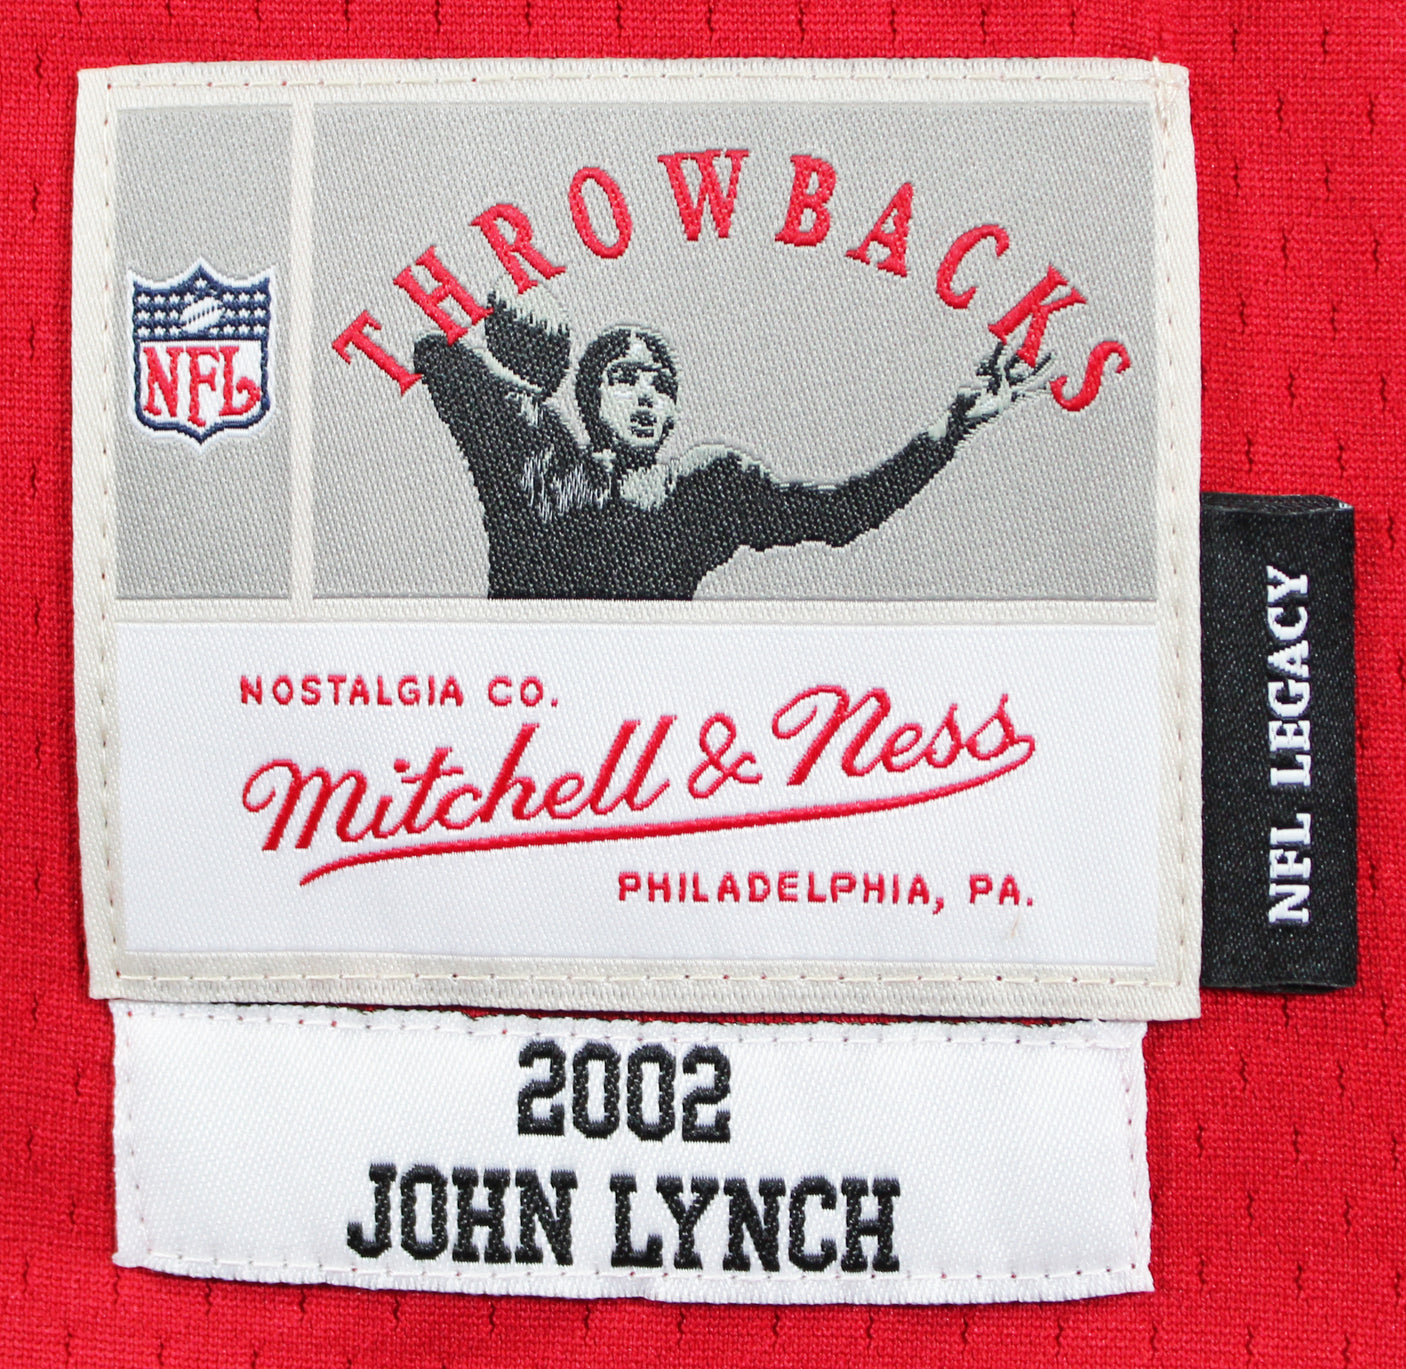 THROWBACKS
NFL
NOSTALGIA CO.
Mitchell & Ness
PHILADELPHIA, PA.
NFL LEGACY
2002
JOHN LYNCH